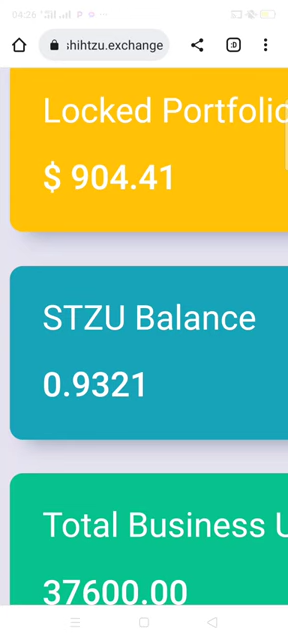 04:26
shihtzu.exchange
:D
Locked Portfolio
$ 904.41
STZU Balance
0.9321
Total Business U
37600.00